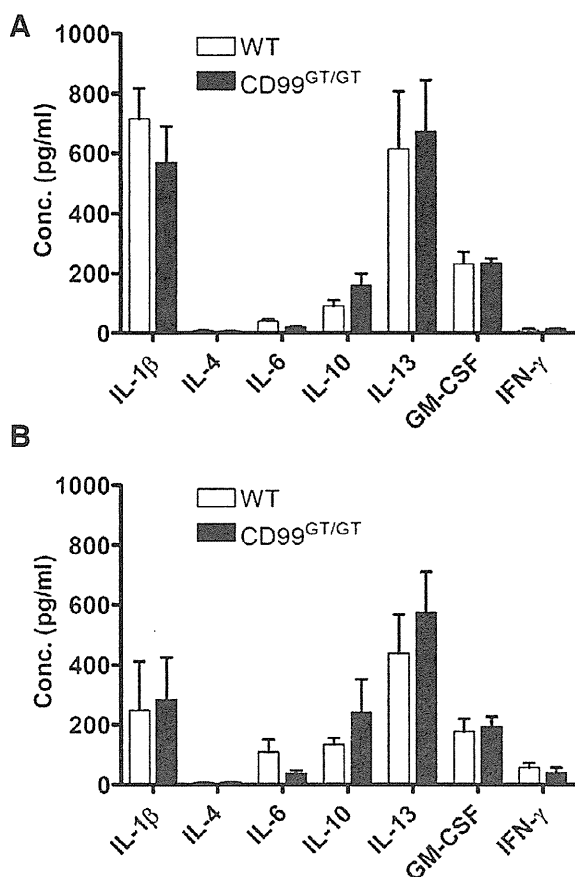 A
1000
800
600
400
200
0
Conc. (pg/ml)
WT
CD99GT/GT
IL-1β
IL-4
IL-6
IL-10
IL-13
GM-CSF
IFN-γ
B
1000
800
600
400
200
0
Conc. (pg/ml)
WT
CD99GT/GT
IL-1β
IL-4
IL-6
IL-10
IL-13
GM-CSF
IFN-γ